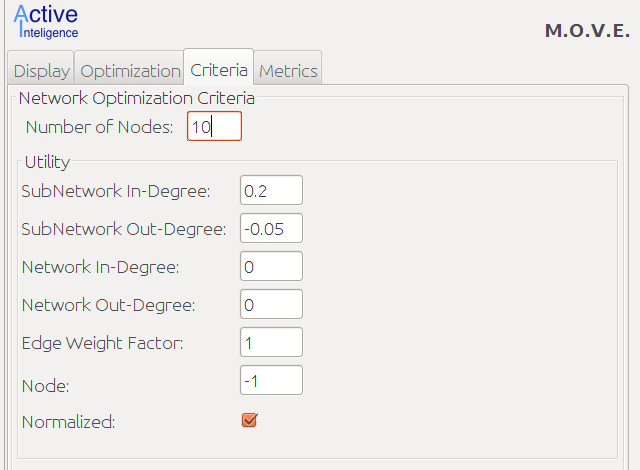 Active
Inteligence
M.O.V.E.
Display Optimization Criteria Metrics
Network Optimization Criteria
Number of Nodes: 10
Utility
SubNetwork In-Degree: 0.2
SubNetwork Out-Degree: -0.05
Network In-Degree: 0
Network Out-Degree: 0
Edge Weight Factor: 1
Node: -1
Normalized: